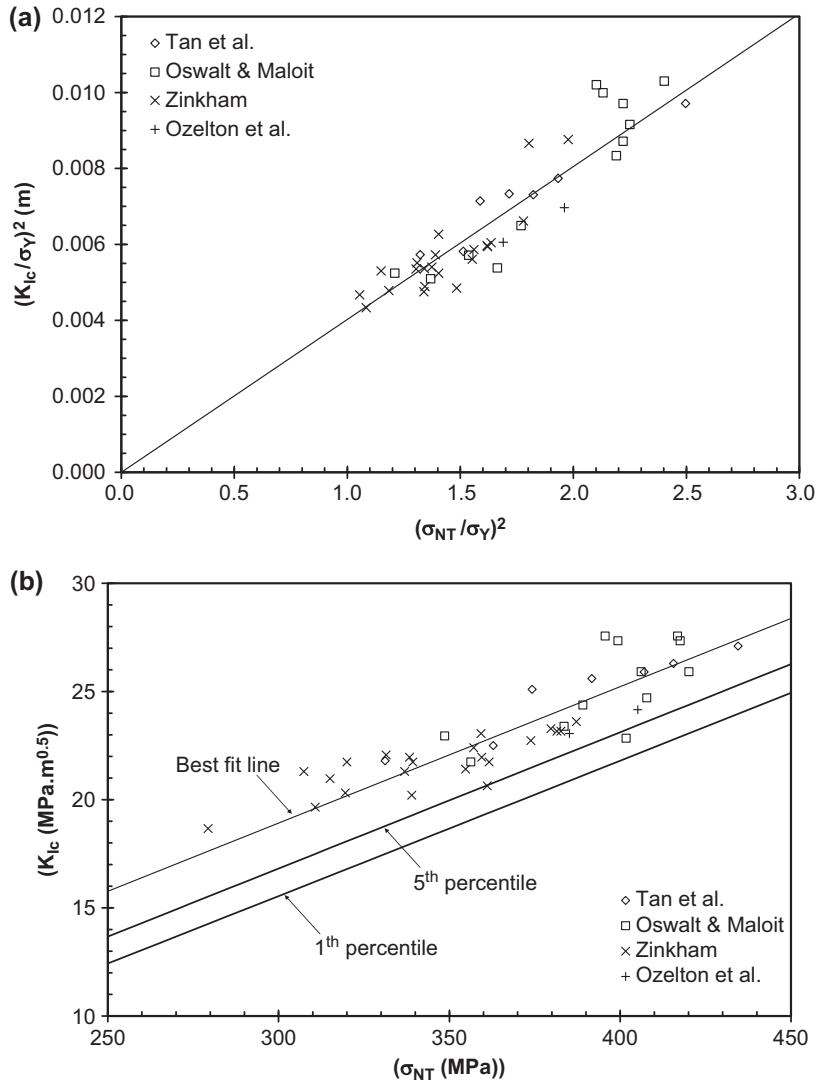 (a)
0.012
0.010
0.008
0.006
0.004
0.002
0.000
(K_Ic/σ_Y)² (m)
◇ Tan et al.
□ Oswalt & Maloit
× Zinkham
+ Ozelton et al.
0.0 0.5 1.0 1.5 2.0 2.5 3.0
(σ_NT/σ_Y)²
(b)
30
25
20
15
10
(K_Ic (MPa.m^0.5))
Best fit line
5th percentile
1th percentile
◇ Tan et al.
□ Oswalt & Maloit
× Zinkham
+ Ozelton et al.
250 300 350 400 450
(σ_NT (MPa))